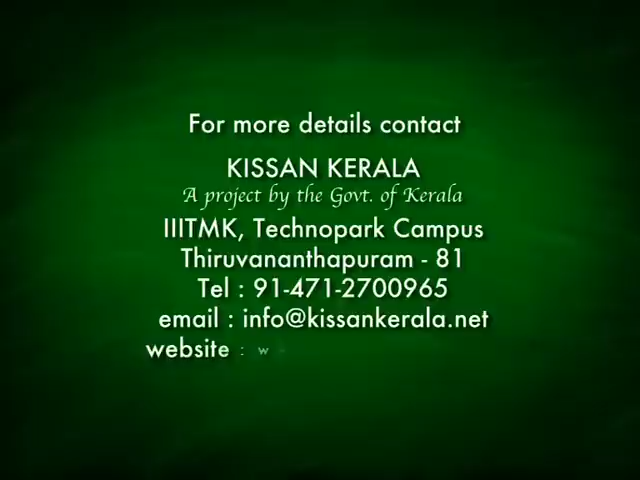 For more details contact
KISSAN KERALA
A project by the Govt. of Kerala
IIITMK, Technopark Campus
Thiruvananthapuram - 81
Tel : 91-471-2700965
email : info@kissankerala.net
website : w